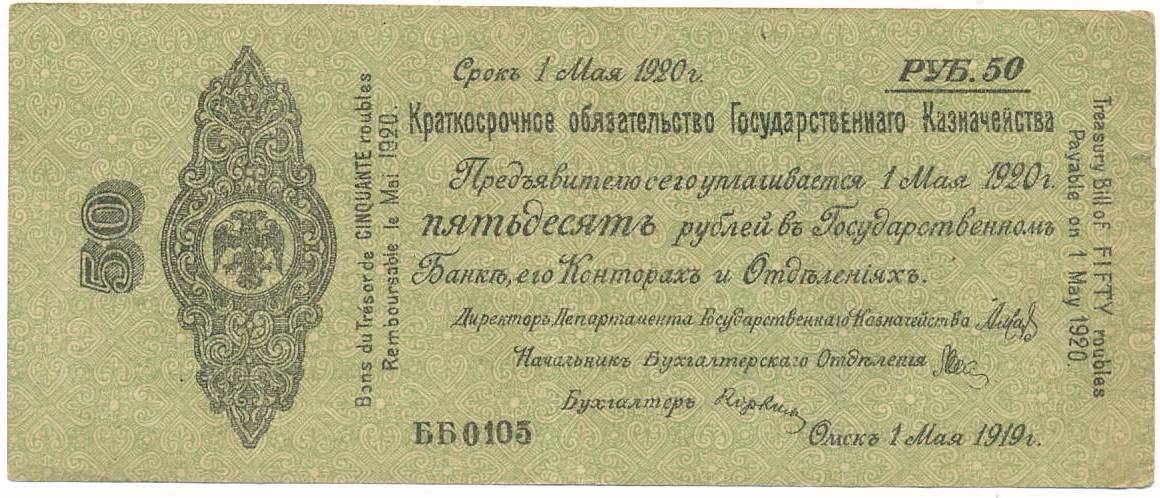 Срокъ 1 Мая 1920 г.
РУБ. 50
Краткосрочное обязательство Государственнаго Казначейства
Предъявителю сего уплачивается 1 Мая 1920 г.
пятьдесятъ рублей въ Государственномъ
Банкѣ, его Конторахъ и Отдѣленіяхъ.
Директоръ Департамента Государственнаго Казначейства
Начальникъ Бухгалтерскаго Отдѣленія
Бухгалтеръ
ББ0105
Омскъ 1 Мая 1919 г.
50
Bons du Trésor de CINQUANTE roubles
Remboursable le Mai 1920.
Treasury Bill of FIFTY roubles
Payable on 1 May 1920.